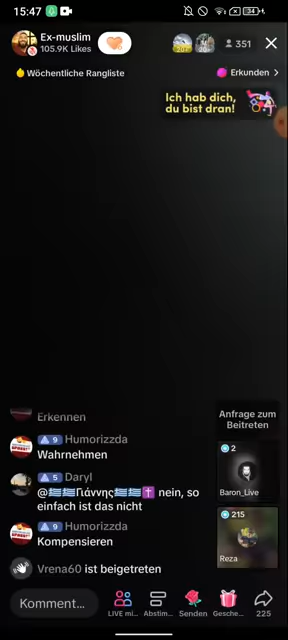 15:47
34
Ex-muslim
105.9K Likes
351
Wöchentliche Rangliste
Erkunden >
Ich hab dich,
du bist dran!
Erkennen
9 Humorizzda
Wahrnehmen
5 Daryl
@🇬🇷🇬🇷Γιάννης🇬🇷🇬🇷✝️ nein, so
einfach ist das nicht
9 Humorizzda
Kompensieren
Vrena60 ist beigetreten
Anfrage zum
Beitreten
2
Baron_Live
215
Reza
Komment...
LIVE mi...
Abstim...
Senden
Gesche...
225